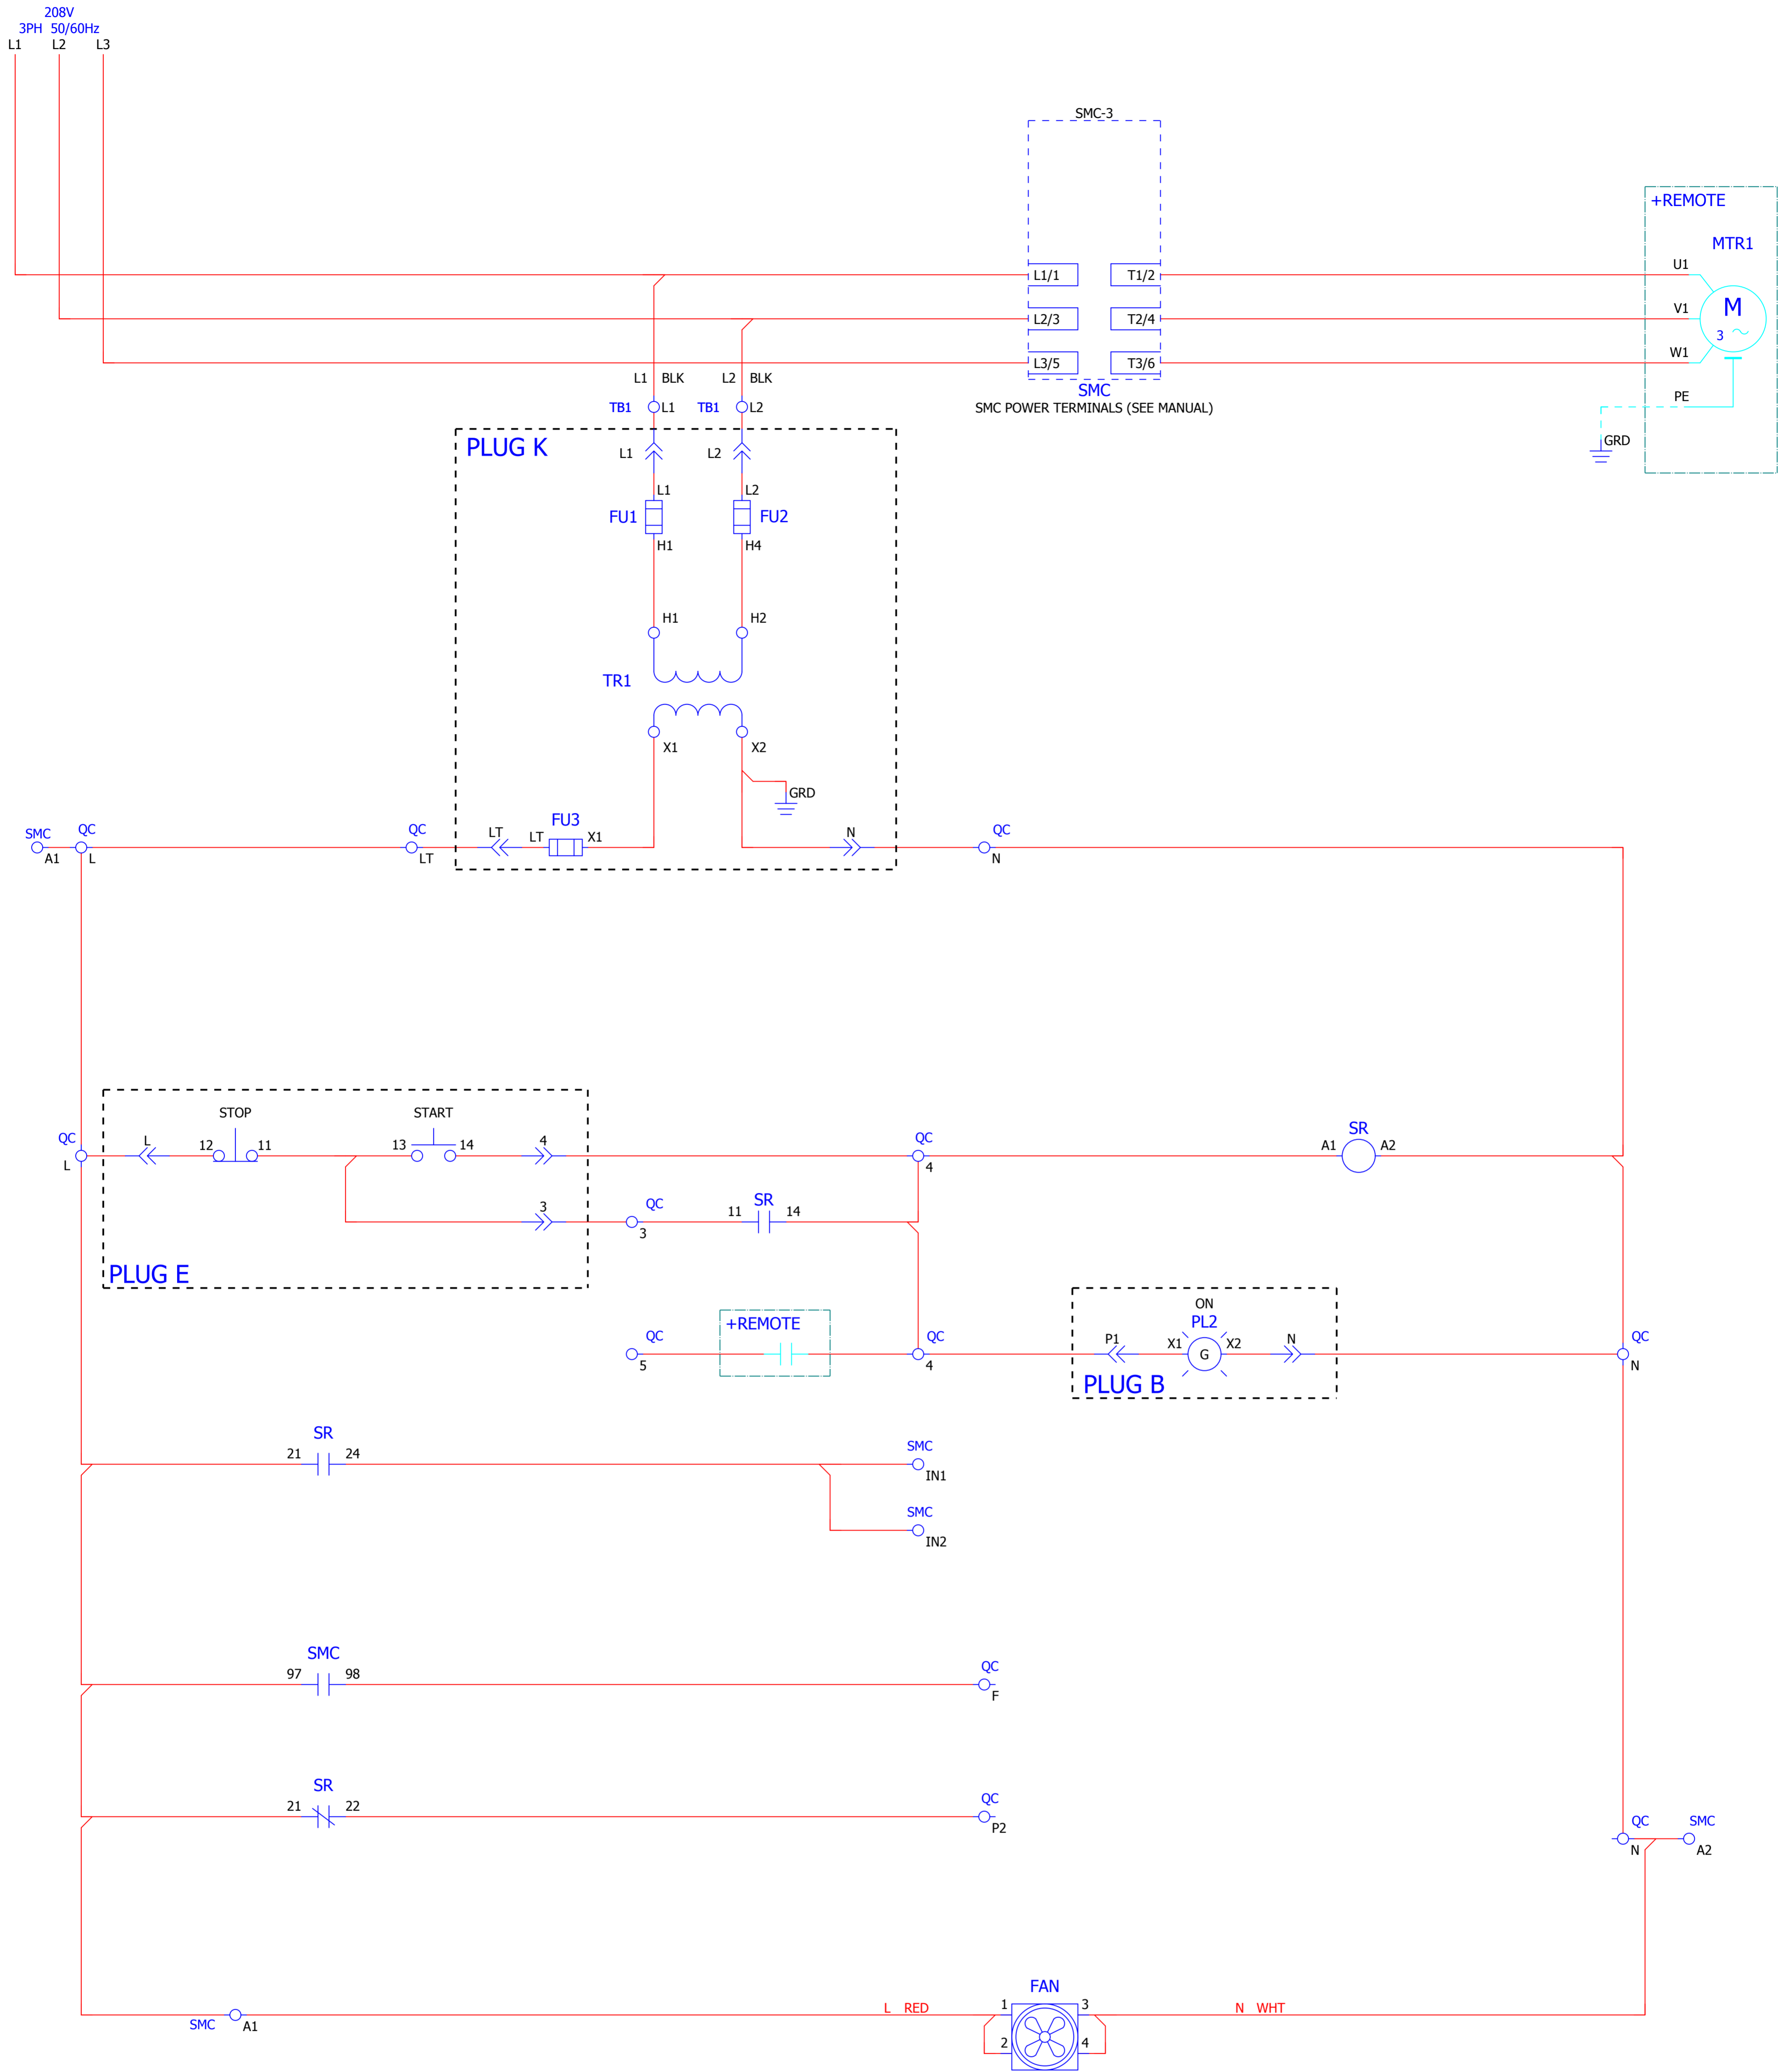 208V
3PH 50/60Hz
L1 L2 L3
SMC-3
+REMOTE
MTR1
L1/1 T1/2 U1
L2/3 T2/4 V1
M
3
L3/5 T3/6 W1
L1 BLK L2 BLK
SMC
PE
TB1 L1 TB1 L2
SMC POWER TERMINALS (SEE MANUAL)
GRD
PLUG K
L1 L2
L1 L2
FU1 FU2
H1 H4
H1 H2
TR1
X1 X2
GRD
SMC QC QC LT LT FU3 X1 N QC
A1 L LT N
STOP START
QC L 12 11 13 14 4 QC SR
L 4 A1 A2
3 QC 11 SR 14
3
PLUG E
ON
+REMOTE PL2
QC QC P1 X1 G X2 N QC
5 4 N
PLUG B
SR
21 24 SMC
IN1
SMC
IN2
SMC
97 98 QC
F
SR
21 22 QC
P2
QC SMC
N A2
FAN
L RED 1 3 N WHT
SMC A1
2 4